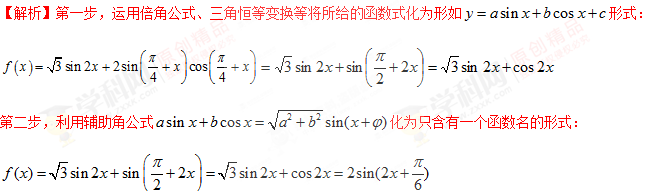 【解析】第一步，运用倍角公式、三角恒等变换等将所给的函数式化为形如 y = a sin x + b cos x + c 形式：
f(x) = √3 sin 2x + 2sin(π/4 + x)cos(π/4 + x) = √3 sin 2x + sin(π/2 + 2x) = √3 sin 2x + cos 2x
第二步，利用辅助角公式 a sin x + b cos x = √(a² + b²) sin(x + φ) 化为只含有一个函数名的形式：
f(x) = √3 sin 2x + sin(π/2 + 2x) = √3 sin 2x + cos 2x = 2sin(2x + π/6)